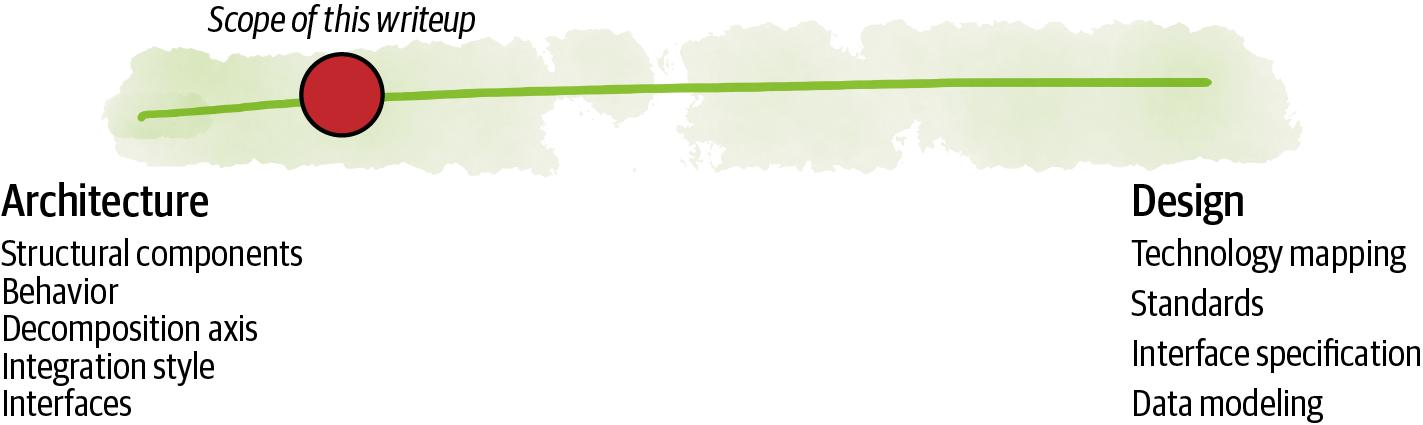 Scope of this writeup
Architecture
Structural components
Behavior
Decomposition axis
Integration style
Interfaces
Design
Technology mapping
Standards
Interface specification
Data modeling